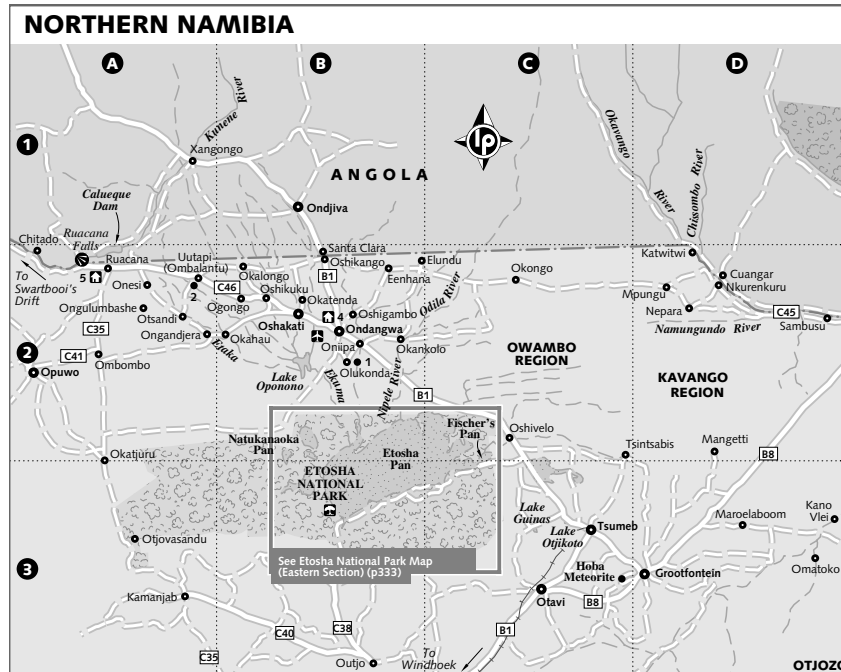 NORTHERN NAMIBIA
A
B
C
D
1
2
3
lp
Kunene
River
Xangongo
ANGOLA
Okavango
River
Chissombo River
Calueque
Dam
Ondjiva
Chitado
Ruacana
Falls
Santa Clara
Katwitwi
To
Swartbooi's
Drift
5
Ruacana
Uutapi
(Ombalantu)
Okalongo
B1
Oshikango
Elundu
Eenhana
Okongo
Cuangar
Nkurenkuru
Mpungu
Onesi
2
C46
Oshikuku
Okatenda
Odila River
Nepara
C45
Ongulumbashe
Ogongo
4
Oshigambo
Namungundo River
Sambusu
Otsandi
Oshakati
Ondangwa
C35
Ongandjera
Okahau
Oniipa
Okankolo
OWAMBO
REGION
C41
Ombombo
Etaka
1
Olukonda
Opuwo
Lake
Oponono
Ekuma
Nipele River
KAVANGO
REGION
B1
Fischer's
Pan
Oshivelo
Natukanaoka
Pan
Etosha
Pan
Tsintsabis
Mangetti
B8
Okatjuru
ETOSHA
NATIONAL
PARK
Lake
Guinas
Lake
Otjikoto
Tsumeb
Maroelaboom
Kano
Vlei
Otjovasandu
See Etosha National Park Map
(Eastern Section) (p333)
Hoba
Meteorite
Grootfontein
Omatoko
Kamanjab
Otavi
B8
C40
C38
B1
C35
Outjo
To
Windhoek
OTJOZO